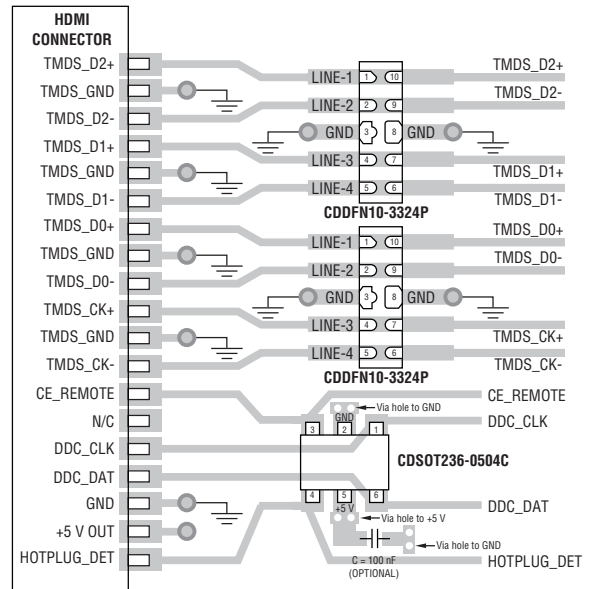 HDMI
CONNECTOR
TMDS_D2+
TMDS_GND
TMDS_D2-
TMDS_D1+
TMDS_GND
TMDS_D1-
TMDS_D0+
TMDS_GND
TMDS_D0-
TMDS_CK+
TMDS_GND
TMDS_CK-
CE_REMOTE
N/C
DDC_CLK
DDC_DAT
GND
+5 V OUT
HOTPLUG_DET
LINE-1 1 10
LINE-2 2 9
GND 3 8 GND
LINE-3 4 7
LINE-4 5 6
CDDFN10-3324P
TMDS_D2+
TMDS_D2-
TMDS_D1+
TMDS_D1-
LINE-1 1 10
LINE-2 2 9
GND 3 8 GND
LINE-3 4 7
LINE-4 5 6
CDDFN10-3324P
TMDS_D0+
TMDS_D0-
TMDS_CK+
TMDS_CK-
CE_REMOTE
Via hole to GND
GND
DDC_CLK
3 2 1
CDSOT236-0504C
4 5 6
+5 V
DDC_DAT
Via hole to +5 V
Via hole to GND
C = 100 nF
(OPTIONAL)
HOTPLUG_DET